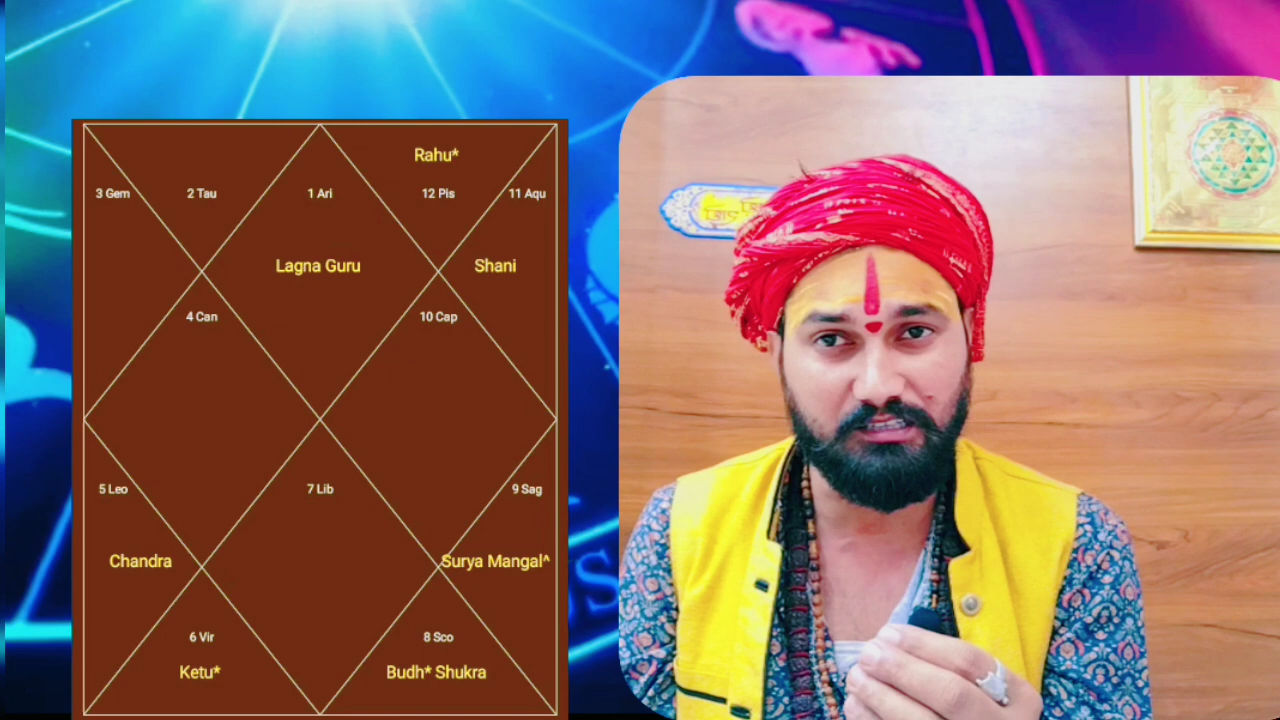 Rahu*
3 Gem
2 Tau
1 Ari
12 Pis
11 Aqu
Lagna Guru
Shani
4 Can
10 Cap
5 Leo
7 Lib
9 Sag
Chandra
Surya Mangal^
6 Vir
8 Sco
Ketu*
Budh* Shukra